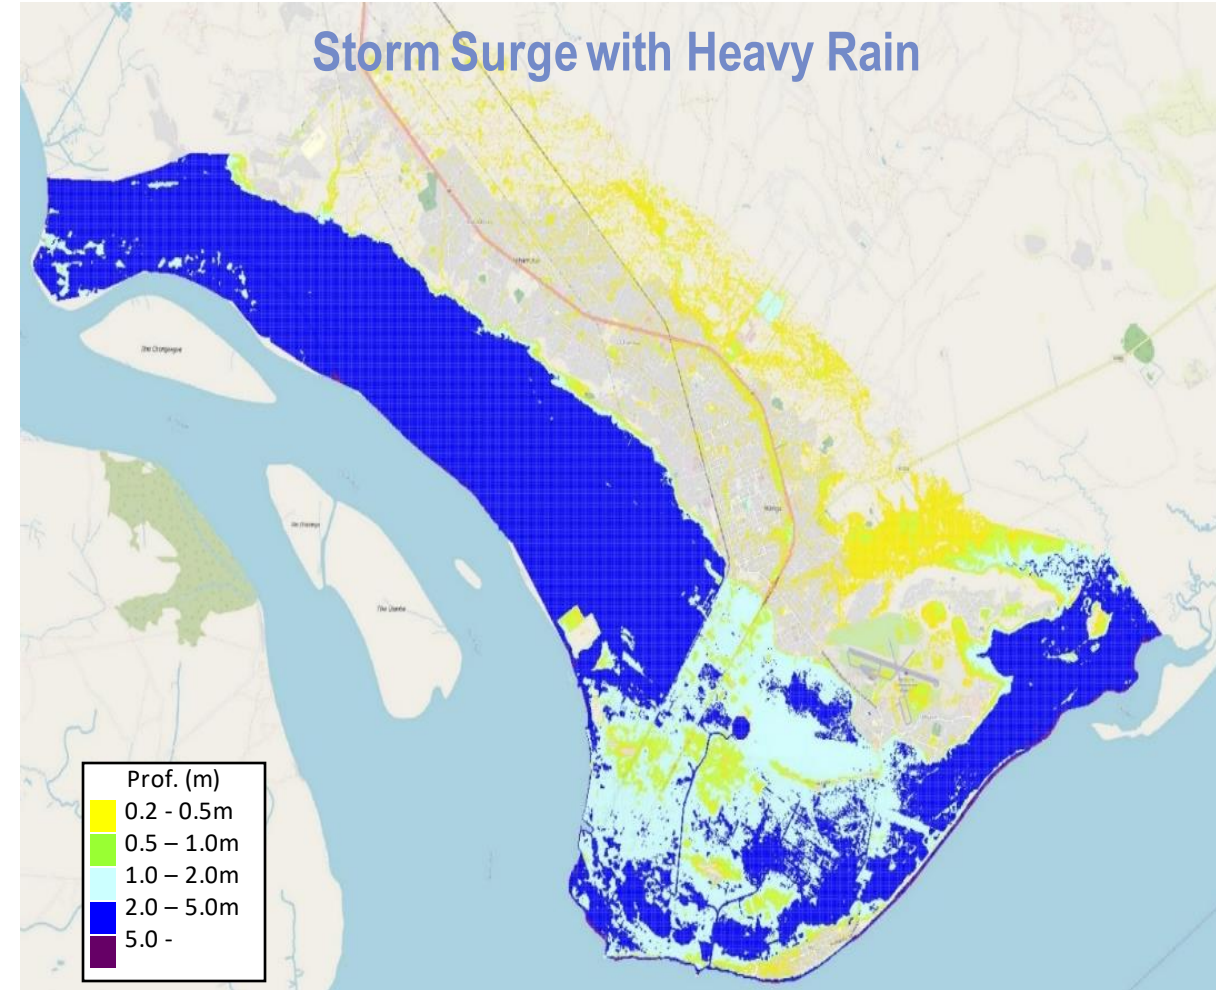 Storm Surge with Heavy Rain
Prof. (m)
0.2 - 0.5m
0.5 – 1.0m
1.0 – 2.0m
2.0 – 5.0m
5.0 -